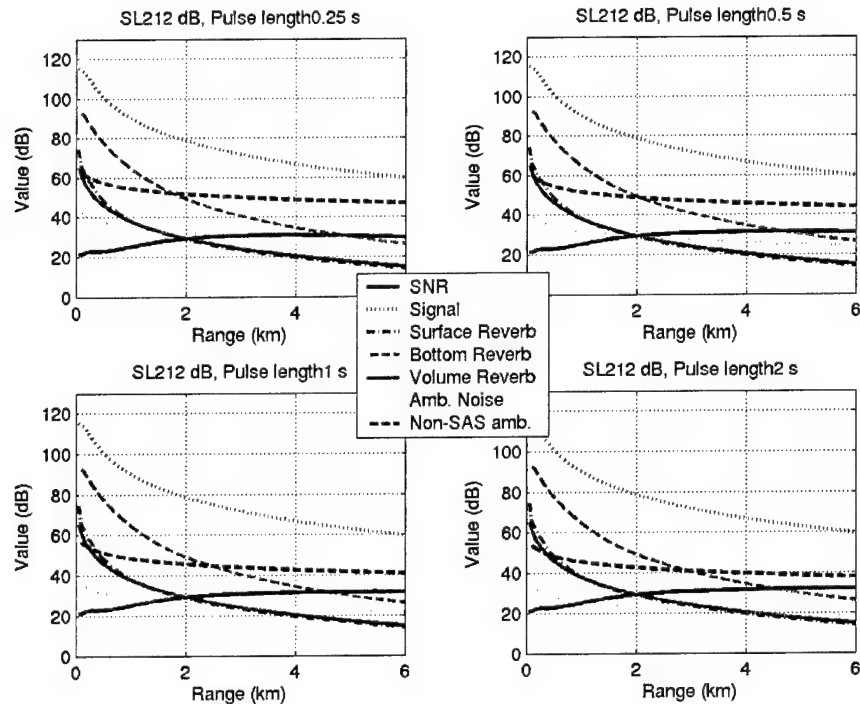 SL212 dB, Pulse length0.25 s
120
100
80
60
40
20
0
Value (dB)
0 2 4 6
Range (km)
SL212 dB, Pulse length0.5 s
120
100
80
60
40
20
Value (dB)
6
Range (km)
SNR
Signal
Surface Reverb
Bottom Reverb
Volume Reverb
Amb. Noise
Non-SAS amb.
SL212 dB, Pulse length1 s
120
100
80
60
40
20
0
Value (dB)
0 2 4 6
Range (km)
SL212 dB, Pulse length2 s
100
80
60
40
20
0
Value (dB)
0 2 4 6
Range (km)